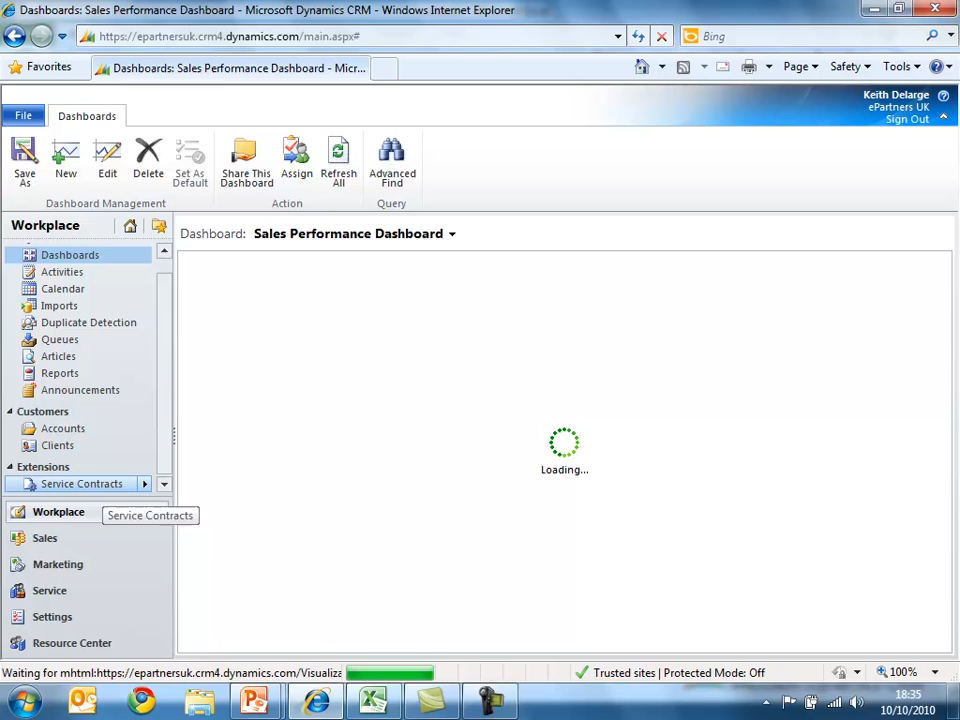 Dashboards: Sales Performance Dashboard - Microsoft Dynamics CRM - Windows Internet Explorer
https://epartnersuk.crm4.dynamics.com/main.aspx#
Bing
Favorites
Dashboards: Sales Performance Dashboard - Micr...
Page
Safety
Tools
Keith Delarge
ePartners UK
Sign Out
File
Dashboards
Save As
New
Edit
Delete
Set As Default
Share This Dashboard
Assign
Refresh All
Advanced Find
Dashboard Management
Action
Query
Workplace
Dashboard: Sales Performance Dashboard
Dashboards
Activities
Calendar
Imports
Duplicate Detection
Queues
Articles
Reports
Announcements
Customers
Accounts
Clients
Extensions
Service Contracts
Loading...
Workplace
Service Contracts
Sales
Marketing
Service
Settings
Resource Center
Waiting for mhtml:https://epartnersuk.crm4.dynamics.com/Visualiza
Trusted sites | Protected Mode: Off
100%
18:35
10/10/2010